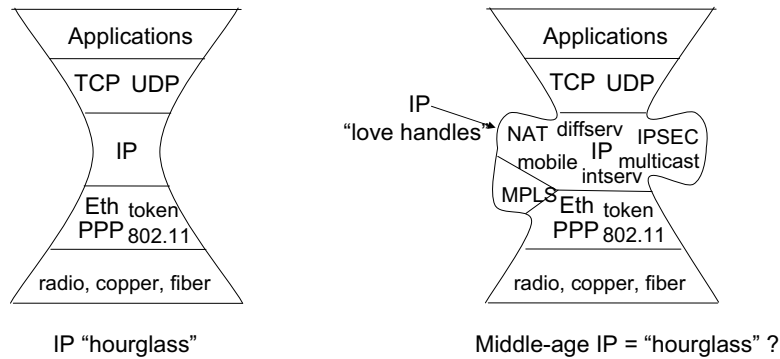 Applications
TCP UDP
IP
Eth token
PPP 802.11
radio, copper, fiber
IP “hourglass”
Applications
TCP UDP
IP
“love handles”
NAT diffserv IPSEC
mobile IP multicast
intserv
MPLS
Eth token
PPP 802.11
radio, copper, fiber
Middle-age IP = “hourglass” ?